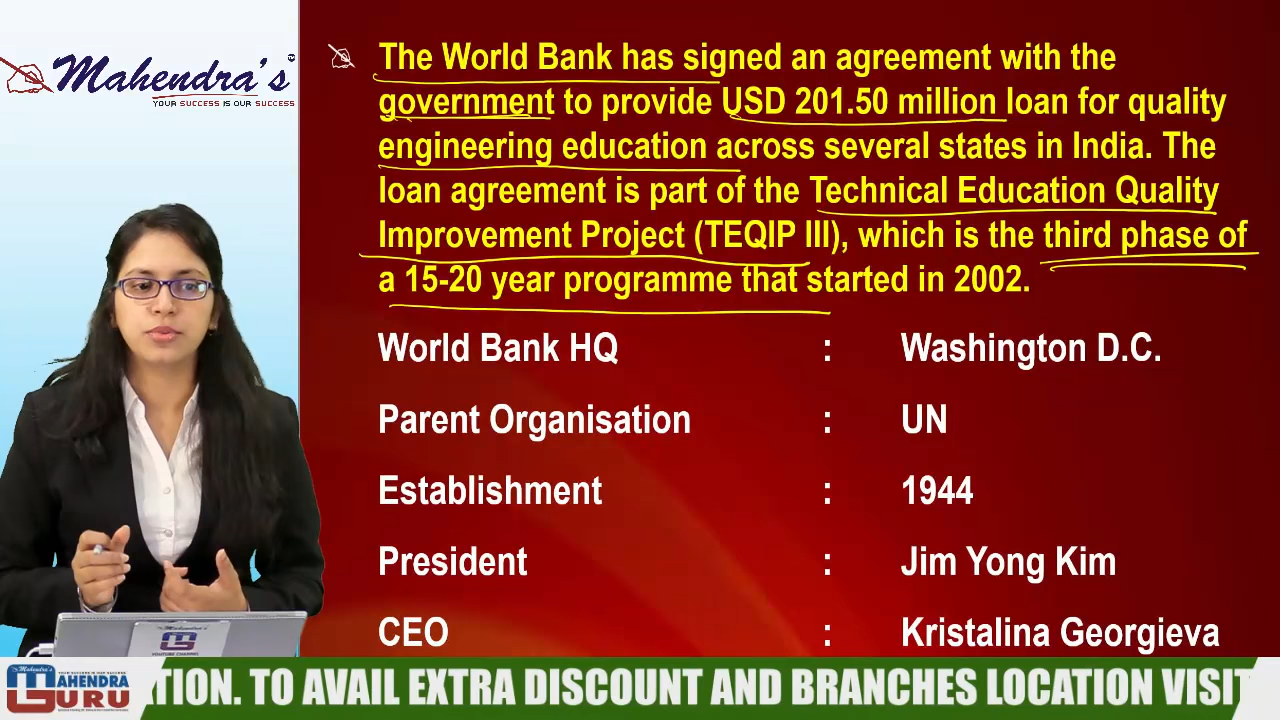 Mahendra's
YOUR SUCCESS IS OUR SUCCESS
The World Bank has signed an agreement with the
government to provide USD 201.50 million loan for quality
engineering education across several states in India. The
loan agreement is part of the Technical Education Quality
Improvement Project (TEQIP III), which is the third phase of
a 15-20 year programme that started in 2002.
World Bank HQ : Washington D.C.
Parent Organisation : UN
Establishment : 1944
President : Jim Yong Kim
CEO : Kristalina Georgieva
Mahendra's
YOUTUBE CHANNEL
Mahendra's
MAHENDRA
GURU
TION. TO AVAIL EXTRA DISCOUNT AND BRANCHES LOCATION VISIT